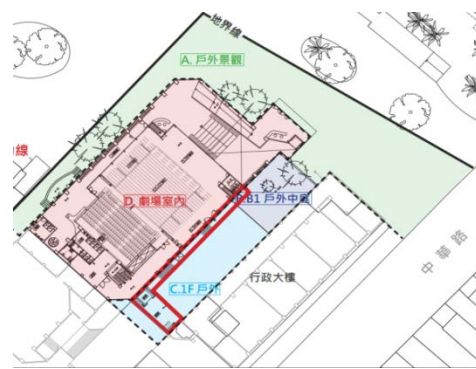 地界線
A. 戶外景觀
線
D. 劇場室內
B1 戶外中庭
C.1F 戶外
行政大樓
中華路